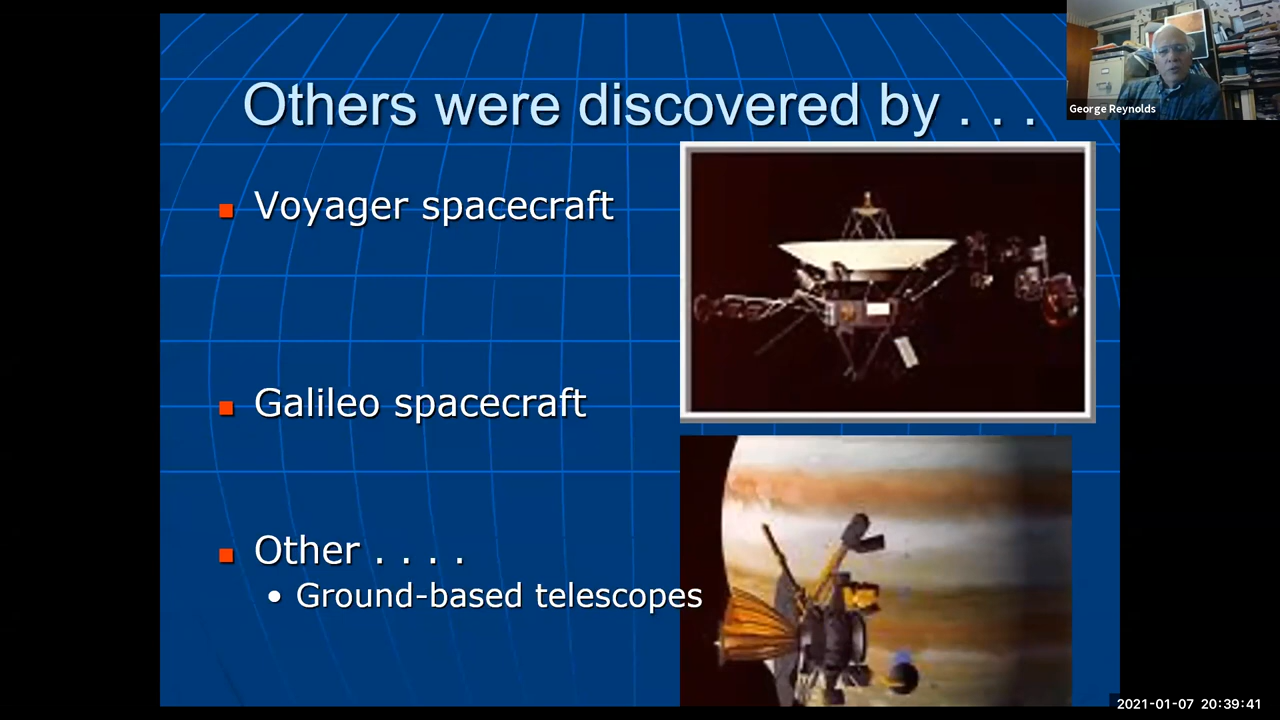 Others were discovered by . . .
George Reynolds
Voyager spacecraft
Galileo spacecraft
Other . . . .
Ground-based telescopes
2021-01-07 20:39:41